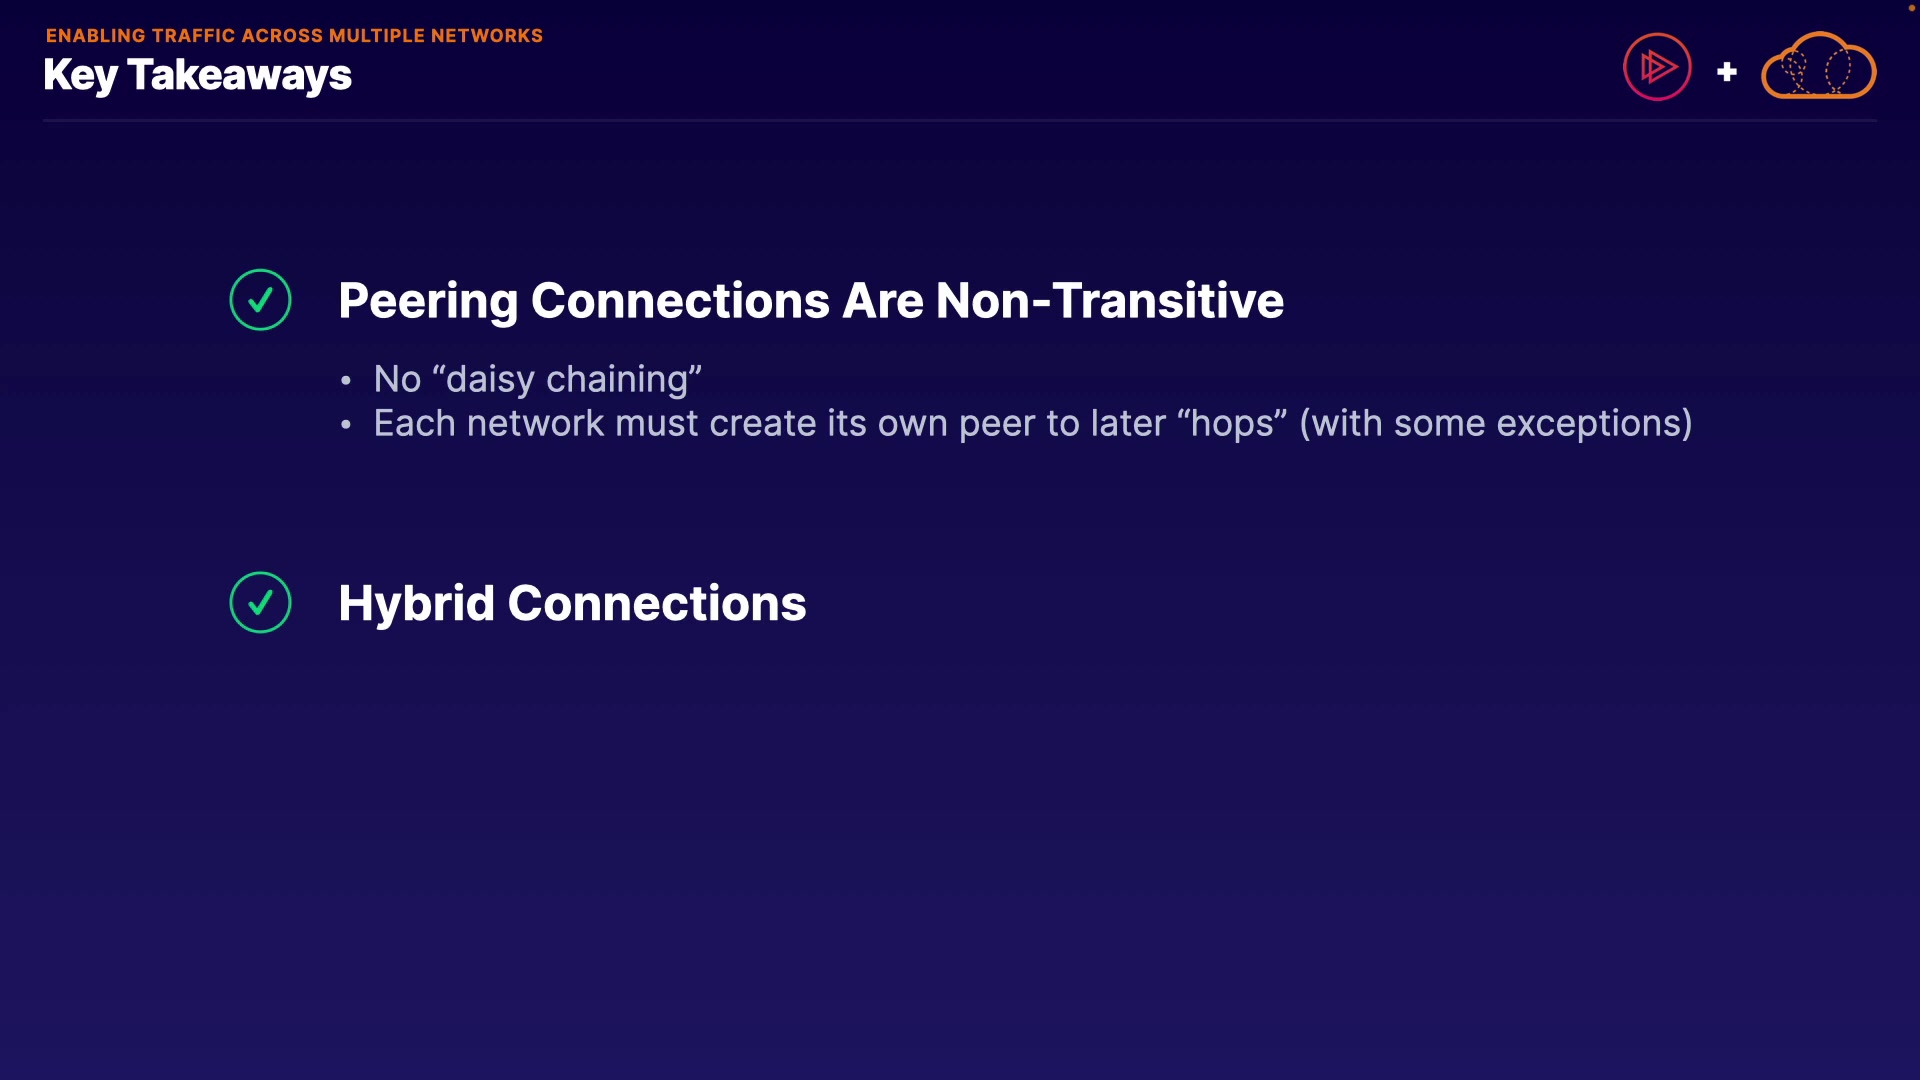 ENABLING TRAFFIC ACROSS MULTIPLE NETWORKS
Key Takeaways
Peering Connections Are Non-Transitive
• No “daisy chaining”
• Each network must create its own peer to later “hops” (with some exceptions)
Hybrid Connections